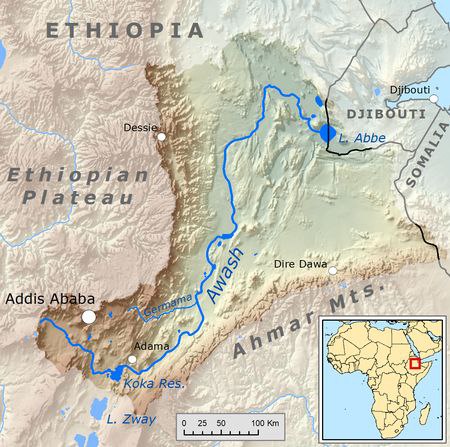 ETHIOPIA
Djibouti
DJIBOUTI
Dessie
L. Abbe
SOMALIA
Ethiopian
Plateau
Awash
Dire Dawa
Addis Ababa
Germama
Ahmar Mts.
Adama
Koka Res.
L. Zway
0 25 50 100 Km